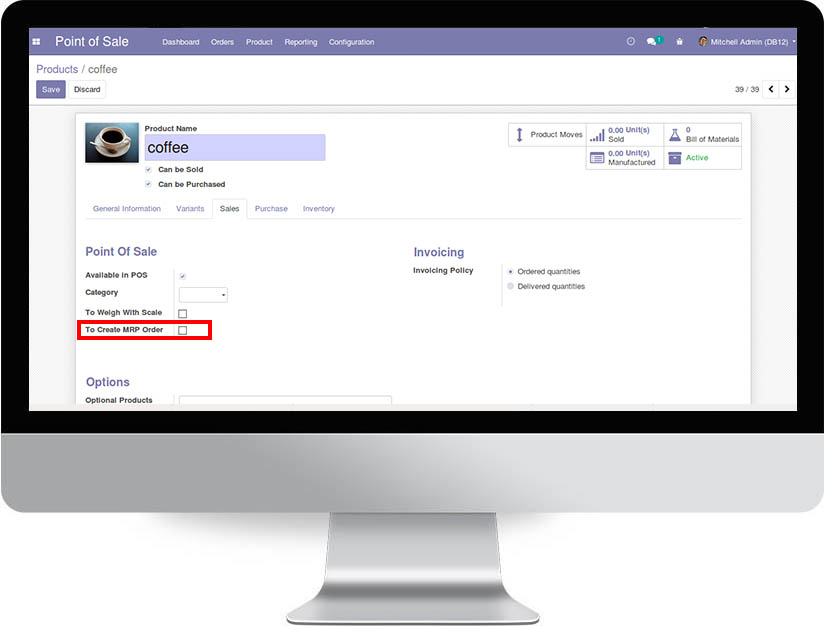 Point of Sale Dashboard Orders Product Reporting Configuration 1 Mitchell Admin (DB12)
Products / coffee
Save Discard 39 / 39
Product Name
coffee
Can be Sold
Can be Purchased
Product Moves
0.00 Unit(s)
Sold
0
Bill of Materials
0.00 Unit(s)
Manufactured
Active
General Information Variants Sales Purchase Inventory
Point Of Sale
Available in POS
Category
To Weigh With Scale
To Create MRP Order
Invoicing
Invoicing Policy
Ordered quantities
Delivered quantities
Options
Optional Products